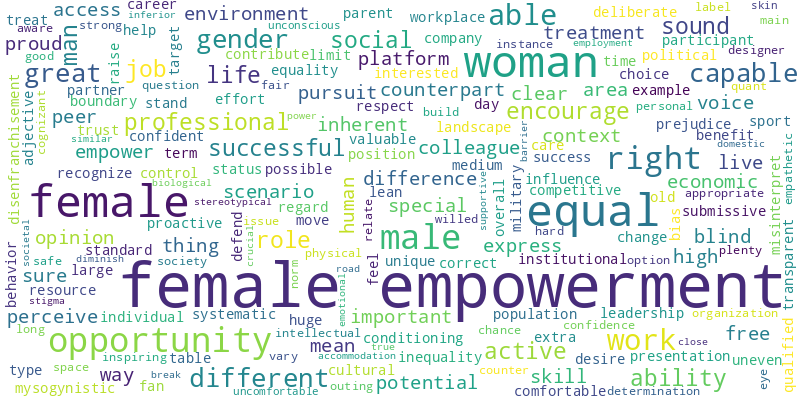 access career environment parent workplace able deliberate label skin main
inferior strong unconscious
aware treat help gender social company sound treatment participant
proud man raise target contribute limit instance employment political designer
good great job life equality platform interested woman time choice capable
question fair partner effort pursuit counterpart clear area example quant
boundary stand respect day encourage personal voice
disenfranchisement adjective cognizant peer professional power inherent build landscape prejudice sport
similar trust confident valuable colleague barrier context benefit
empower term successful position care domestic
recognize control status possible difference medium success right live empathetic
biological scenario human lean influence economic
female stereotypical special supportive overall military competitive equal old appropriate
regard relate willed bias submissive misinterpret
proactive defend issue move male hard change blind plenty
opinion role express transparent
behavior societal standard thing crucial physical feel unique correct institutional option high
safe diminish society norm
sure large female empowerment
resource road emotional
stigma perceive individual systematic huge important population leadership organization
long intellectual conditioning chance extra confidence free
opportunity mean true active work close
inspiring table vary accommodation inequality desire presentation uneven
type space way break different cultural counter skill ability eye qualified
mysogynistic fan uncomfortable outing potential comfortable determination